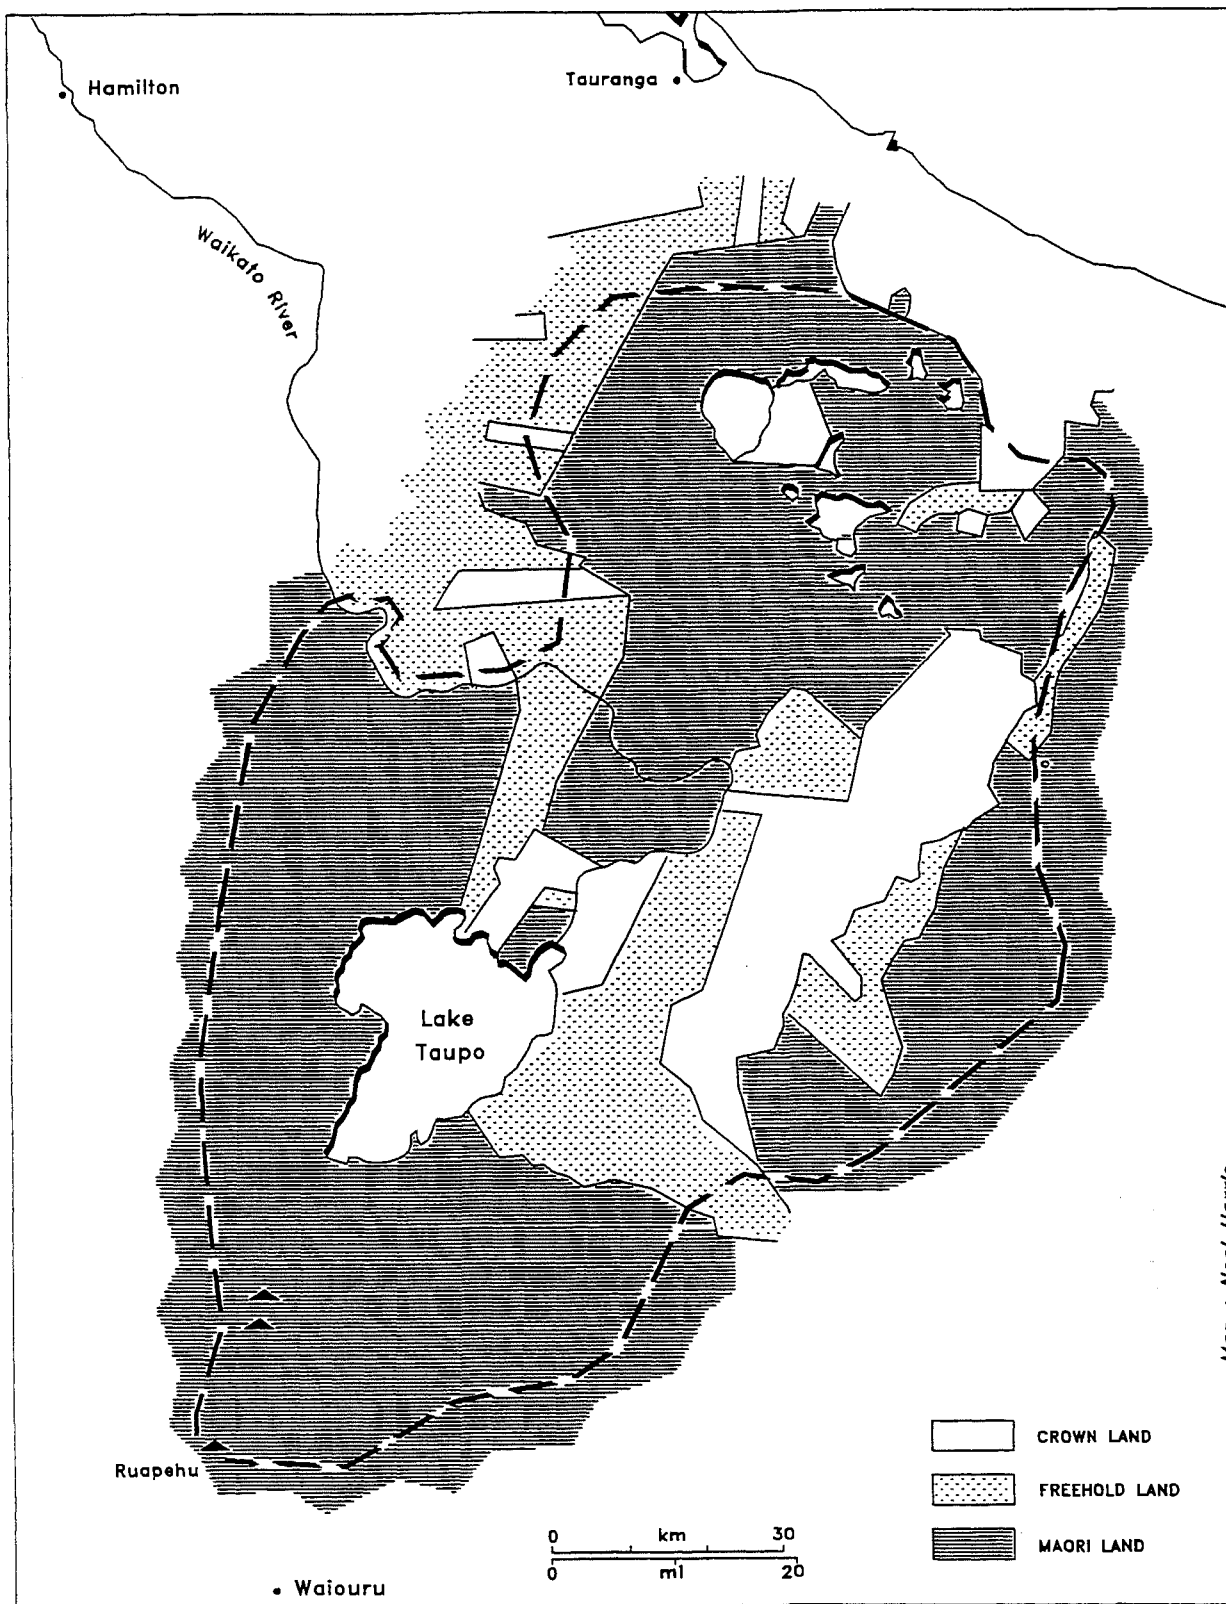 Hamilton
Tauranga
Waikato River
Lake
Taupo
Ruapehu
CROWN LAND
FREEHOLD LAND
MAORI LAND
0 km 30
0 mi 20
Waiouru